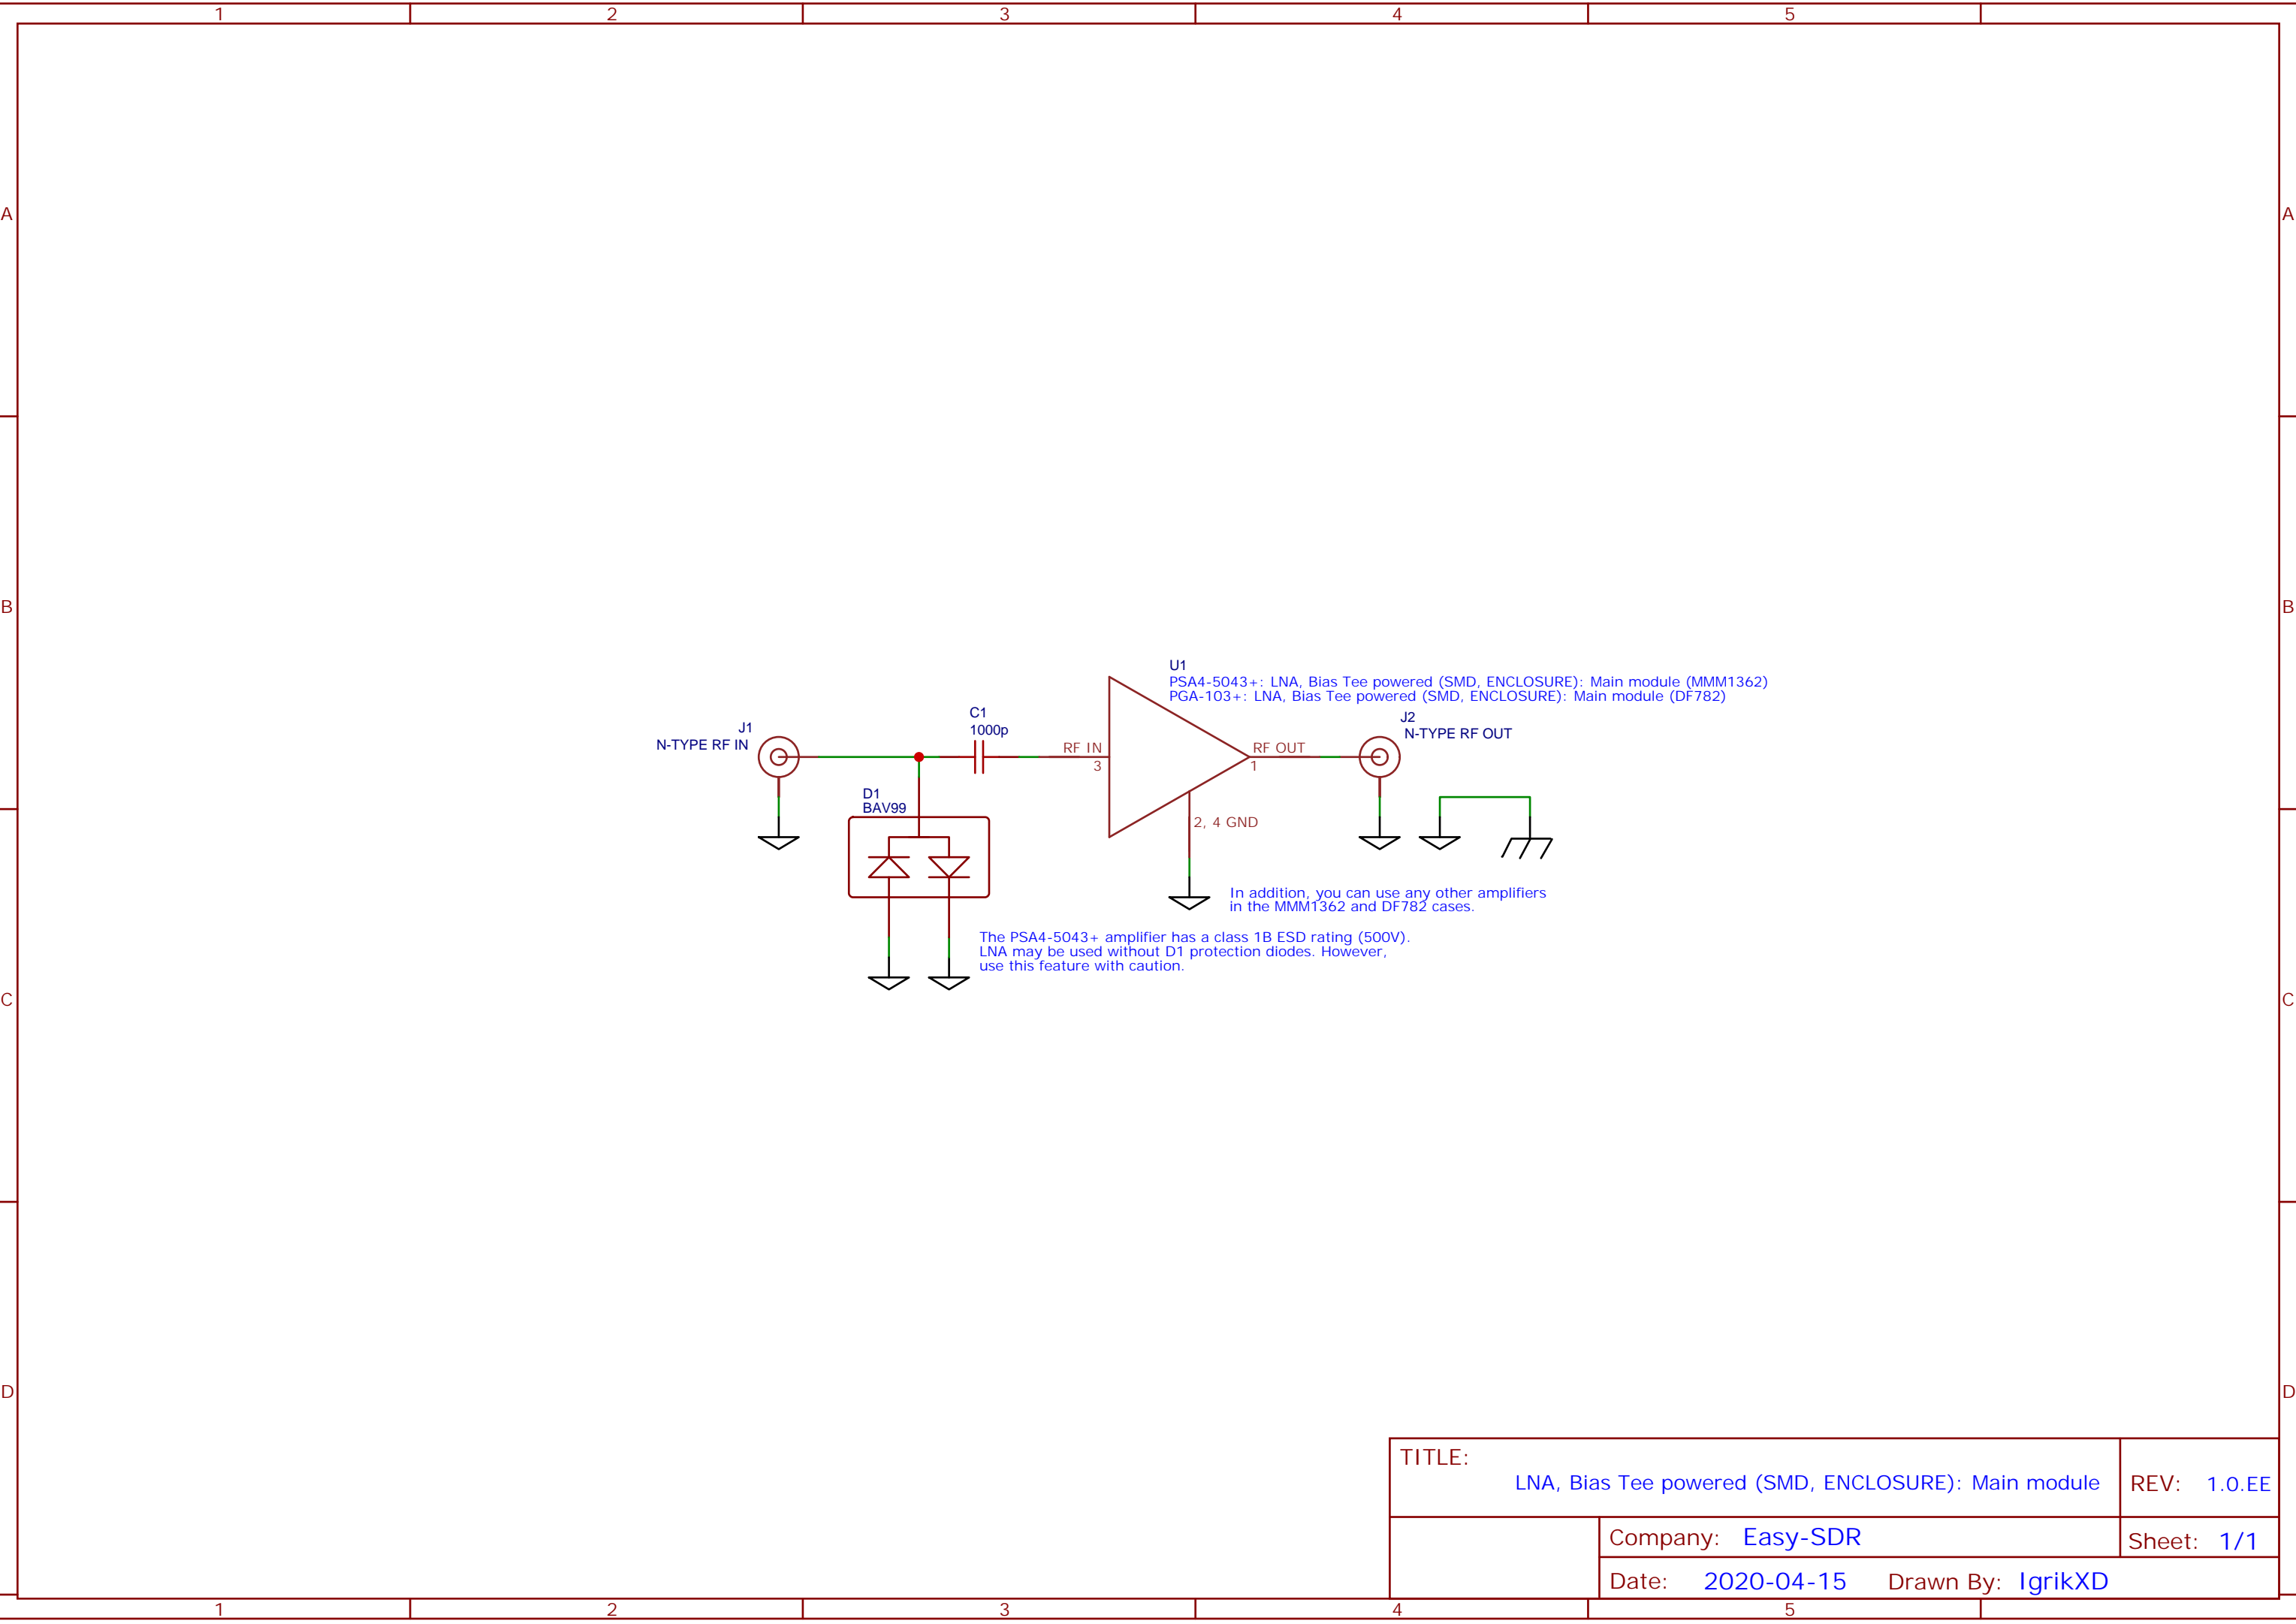 1 2 3 4 5
A A
B B
U1
PSA4-5043+: LNA, Bias Tee powered (SMD, ENCLOSURE): Main module (MMM1362)
PGA-103+: LNA, Bias Tee powered (SMD, ENCLOSURE): Main module (DF782)
C1
1000p
J1
N-TYPE RF IN
J2
N-TYPE RF OUT
RF IN
3
RF OUT
1
D1
BAV99
2, 4 GND
In addition, you can use any other amplifiers
in the MMM1362 and DF782 cases.
The PSA4-5043+ amplifier has a class 1B ESD rating (500V).
LNA may be used without D1 protection diodes. However,
use this feature with caution.
C C
D D
TITLE:
LNA, Bias Tee powered (SMD, ENCLOSURE): Main module
REV: 1.0.EE
Company: Easy-SDR
Sheet: 1/1
Date: 2020-04-15 Drawn By: IgrikXD
1 2 3 4 5